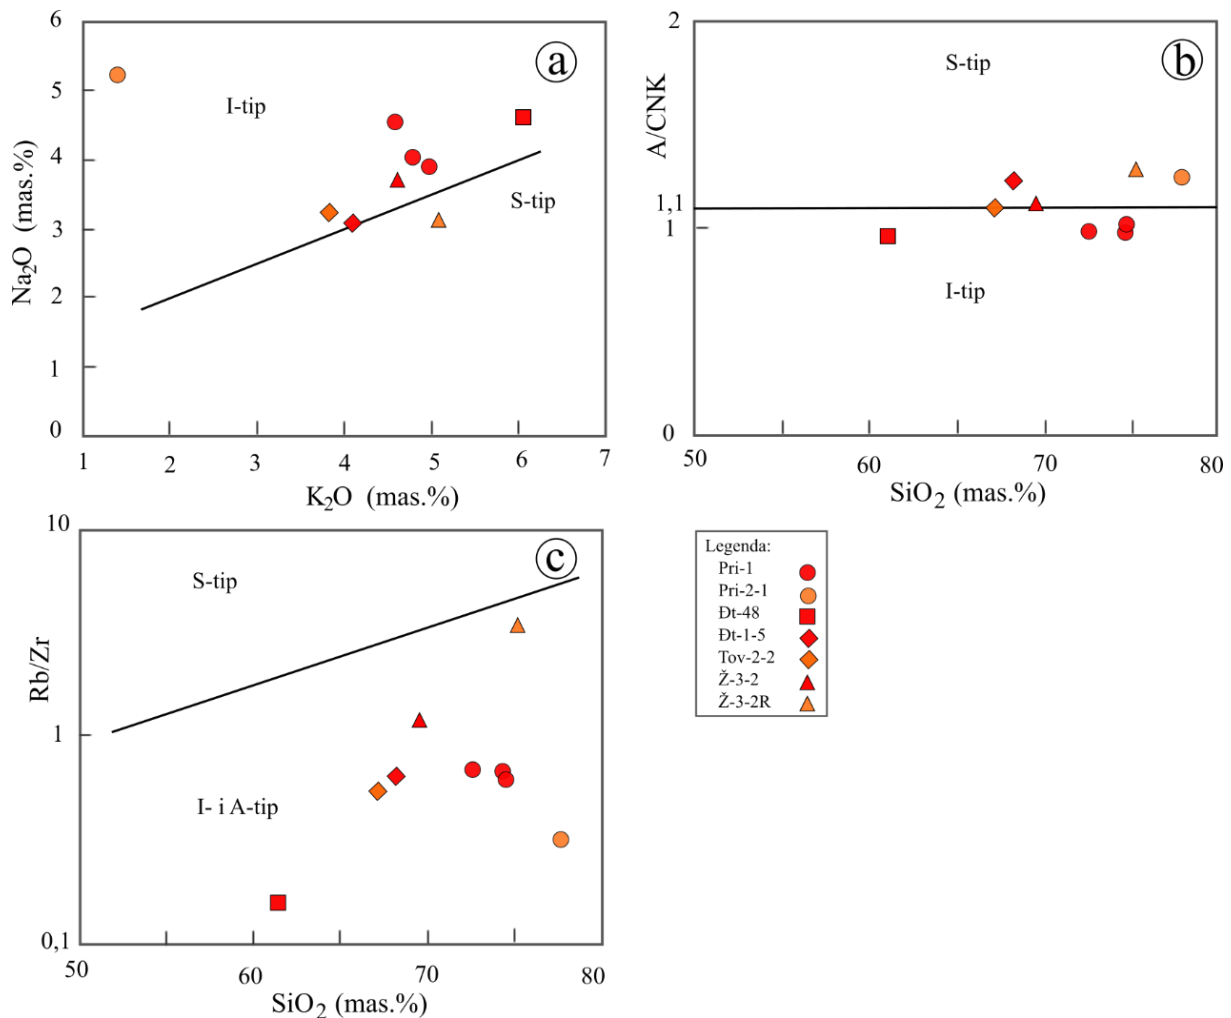 6
5
4
3
2
1
0
Na₂O (mas.%)
I-tip
S-tip
a
1 2 3 4 5 6 7
K₂O (mas.%)
2
1,1
1
0
A/CNK
S-tip
I-tip
b
50 60 70 80
SiO₂ (mas.%)
10
1
0,1
Rb/Zr
S-tip
I- i A-tip
c
50 60 70 80
SiO₂ (mas.%)
Legenda:
Pri-1
Pri-2-1
Đt-48
Đt-1-5
Tov-2-2
Ž-3-2
Ž-3-2R